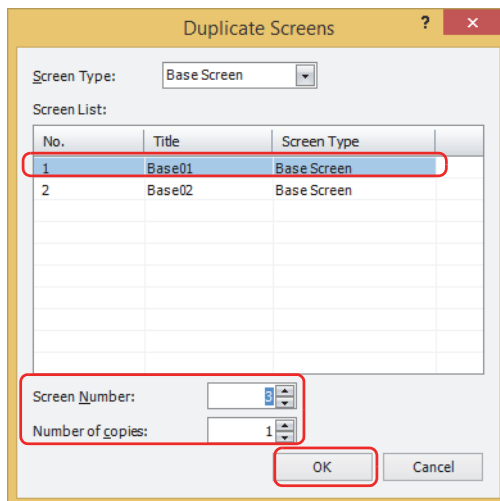 Duplicate Screens ? ×
Screen Type: Base Screen
Screen List:
No. Title Screen Type
1 Base01 Base Screen
2 Base02 Base Screen
Screen Number: 3
Number of copies: 1
OK Cancel